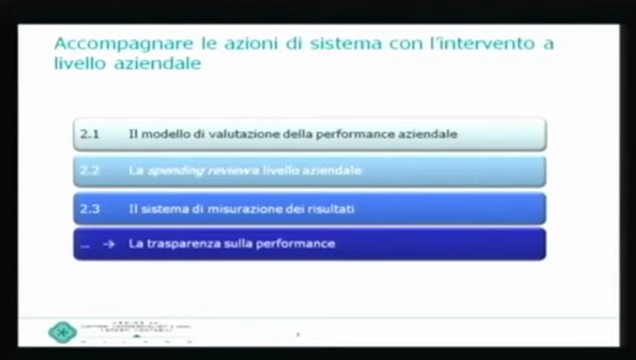 Accompagnare le azioni di sistema con l'intervento a
livello aziendale
2.1 Il modello di valutazione della performance aziendale
2.2 La spending review a livello aziendale
2.3 Il sistema di misurazione dei risultati
... → La trasparenza sulla performance